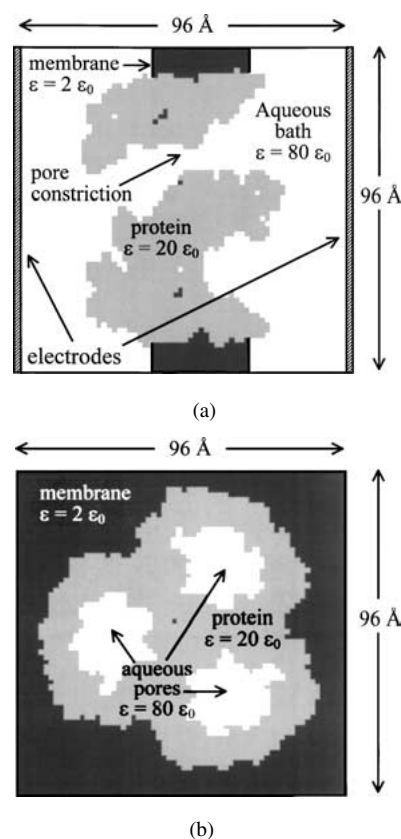 96 Å
membrane
ε = 2 ε₀
Aqueous
bath
ε = 80 ε₀
pore
constriction
96 Å
protein
ε = 20 ε₀
electrodes
(a)
96 Å
membrane
ε = 2 ε₀
protein
ε = 20 ε₀
96 Å
aqueous
pores
ε = 80 ε₀
(b)